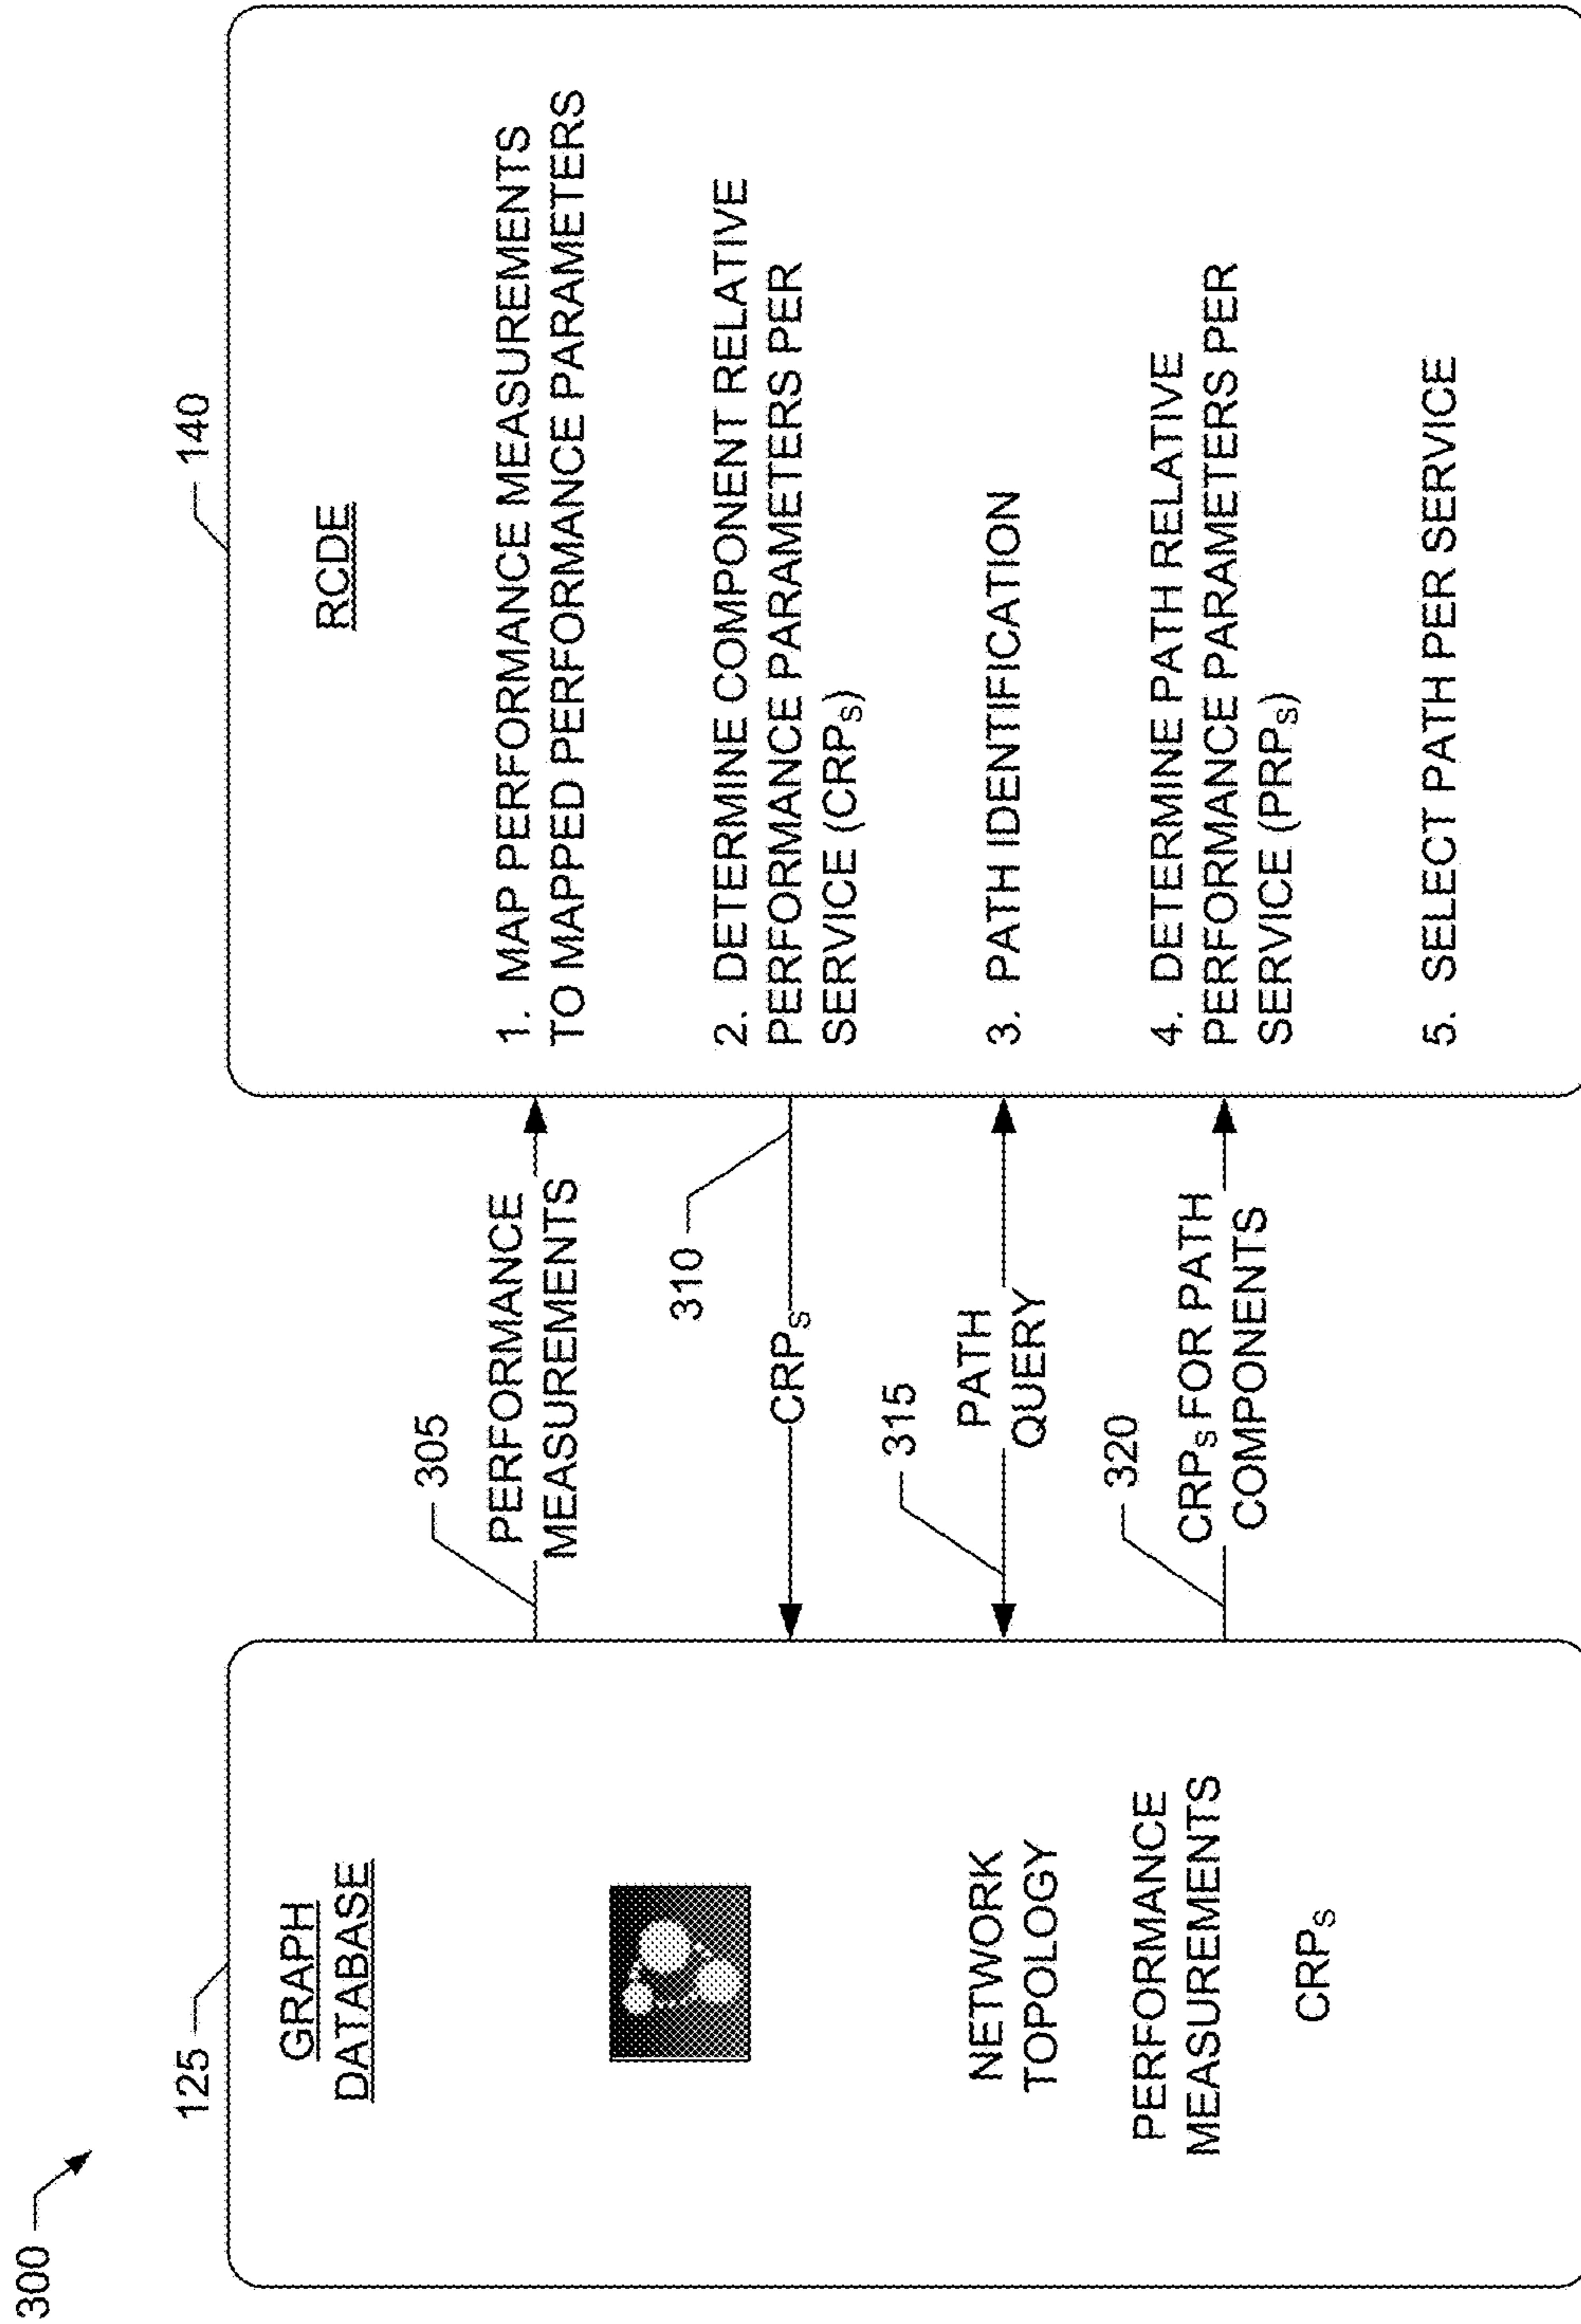 300
125
GRAPH
DATABASE
NETWORK
TOPOLOGY
PERFORMANCE
MEASUREMENTS
CRPS
305
PERFORMANCE
MEASUREMENTS
310
CRPS
315
PATH
QUERY
320
CRPS FOR PATH
COMPONENTS
140
RCDE
1. MAP PERFORMANCE MEASUREMENTS
TO MAPPED PERFORMANCE PARAMETERS
2. DETERMINE COMPONENT RELATIVE
PERFORMANCE PARAMETERS PER
SERVICE (CRPS)
3. PATH IDENTIFICATION
4. DETERMINE PATH RELATIVE
PERFORMANCE PARAMETERS PER
SERVICE (PRPS)
5. SELECT PATH PER SERVICE